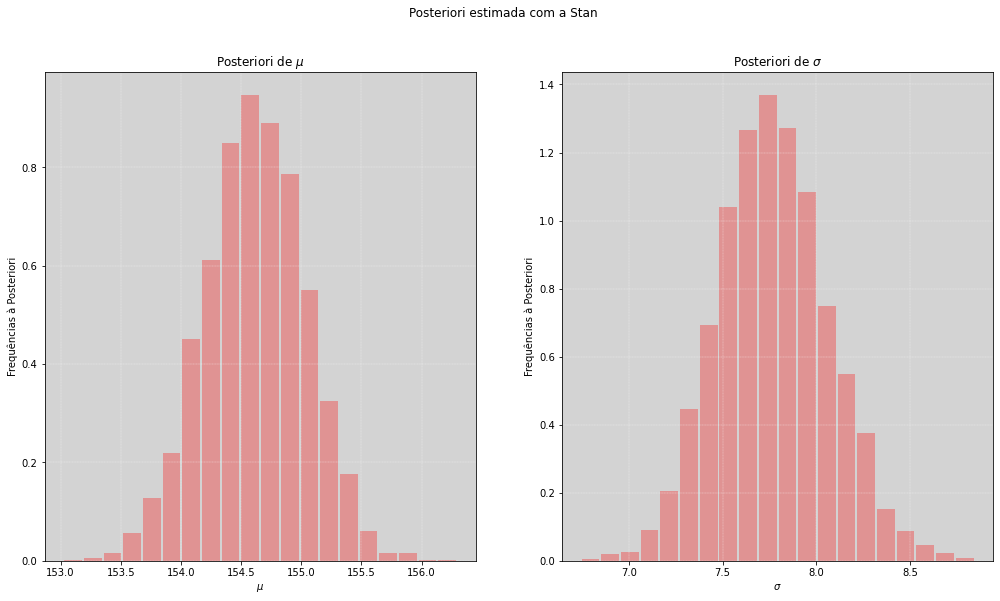 Posteriori estimada com a Stan
Posteriori de μ
Frequências à Posteriori
0.8
0.6
0.4
0.2
0.0
153.0 153.5 154.0 154.5 155.0 155.5 156.0
μ
Posteriori de σ
Frequências à Posteriori
1.4
1.2
1.0
0.8
0.6
0.4
0.2
0.0
7.0 7.5 8.0 8.5
σ